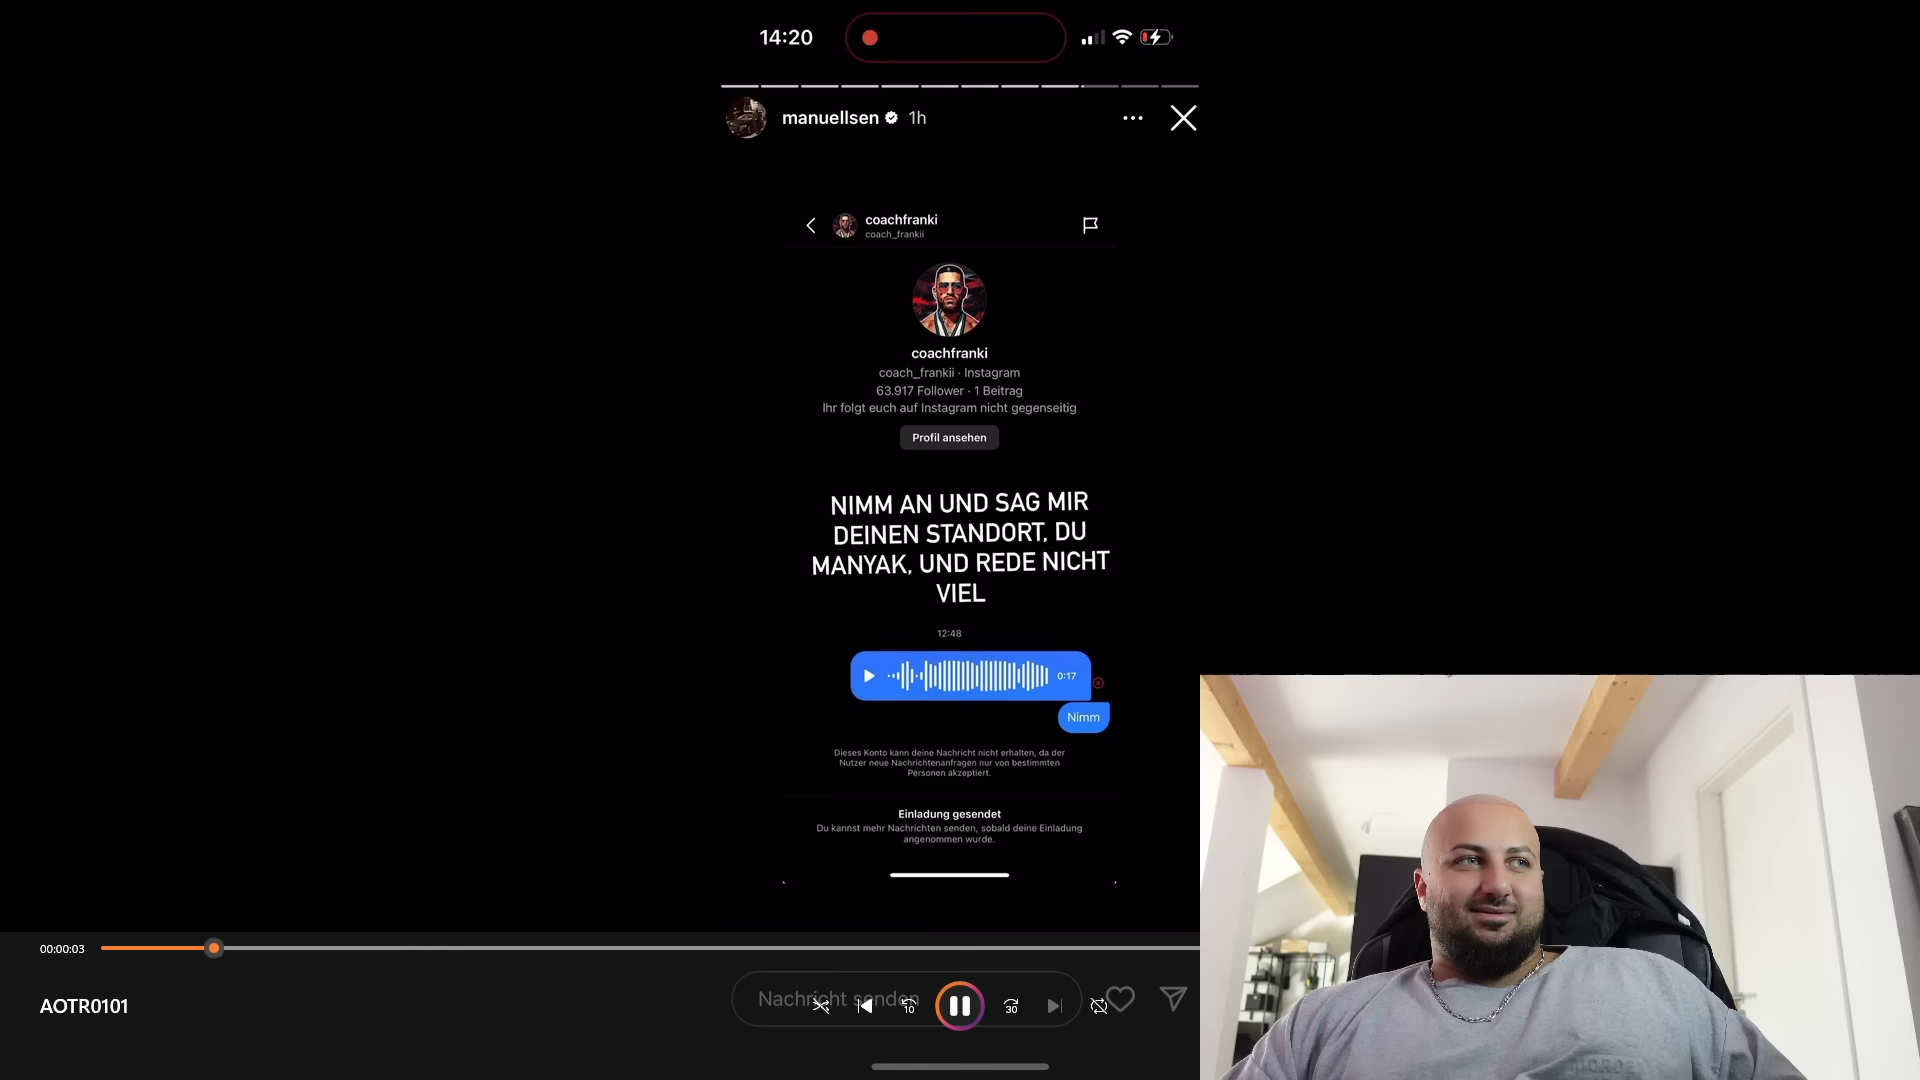 14:20
manuellsen 1h
coachfranki
coach_frankii
coachfranki
coach_frankii · Instagram
63.917 Follower · 1 Beitrag
Ihr folgt euch auf Instagram nicht gegenseitig
Profil ansehen
NIMM AN UND SAG MIR
DEINEN STANDORT, DU
MANYAK, UND REDE NICHT
VIEL
12:48
0:17
Nimm
Dieses Konto kann deine Nachricht nicht erhalten, da der
Nutzer neue Nachrichtenanfragen nur von bestimmten
Personen akzeptiert.
Einladung gesendet
Du kannst mehr Nachrichten senden, sobald deine Einladung
angenommen wurde.
00:00:03
AOTR0101
Nachricht senden
10
30